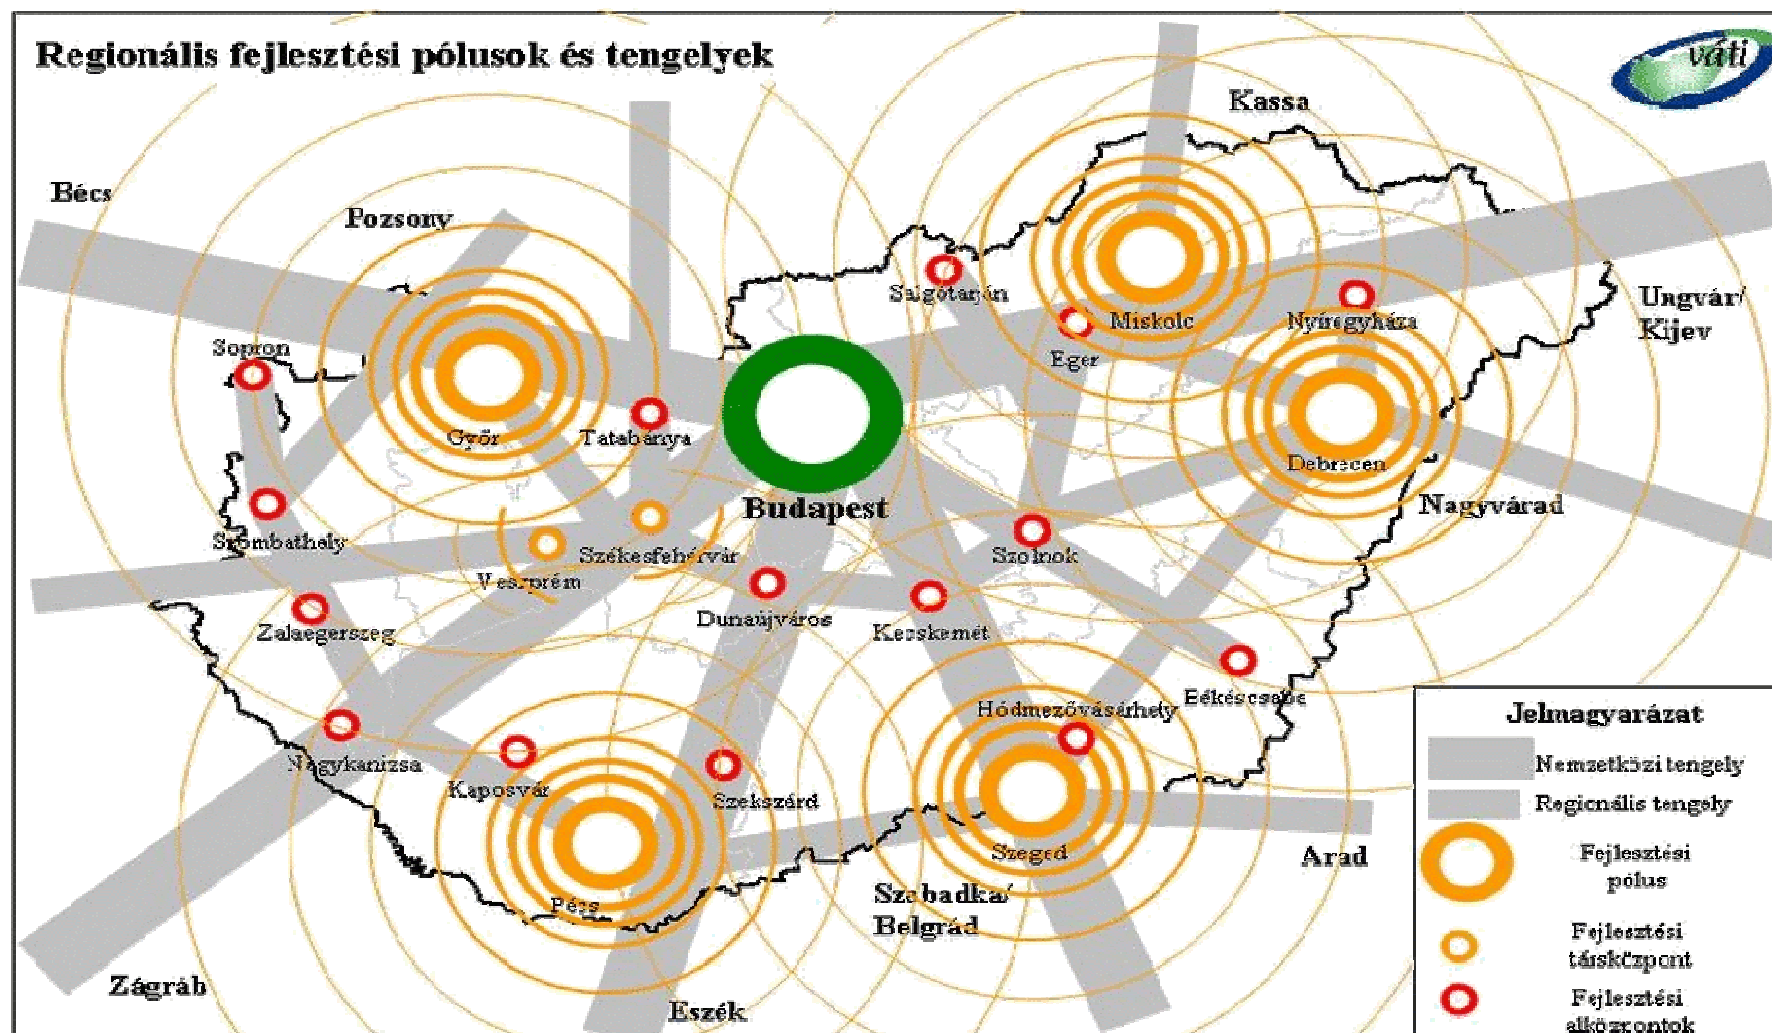 Regionális fejlesztési pólusok és tengelyek
váti
Kassa
Bécs
Pozsony
Salgótarján
Ungvár/
Kijev
Miskolc
Nyíregyháza
Sopron
Eger
Győr
Tatabánya
Debrecen
Budapest
Nagyvárad
Szombathely
Székesfehérvár
Szolnok
Veszprém
Dunaújváros
Kecskemét
Zalaegerszeg
Békéscsaba
Hódmezővásárhely
Nagykanizsa
Kaposvár
Szekszárd
Szeged
Arad
Pécs
Szabadka/
Belgrád
Zágráb
Eszék
Jelmagyarázat
Nemzetközi tengely
Regionális tengely
Fejlesztési
pólus
Fejlesztési
társközpont
Fejlesztési
alközpontok